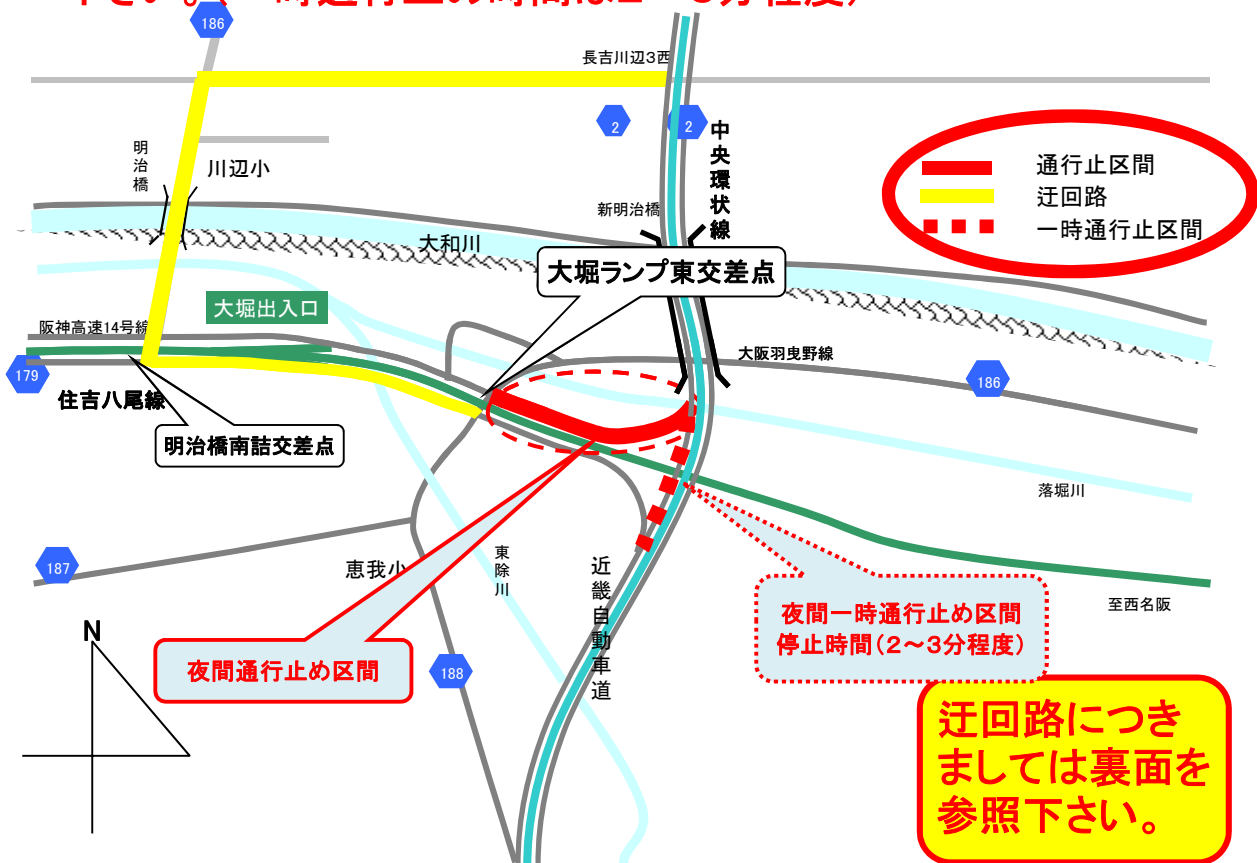 186
長吉川辺3西
2
2
中央環状線
通行止区間
迂回路
一時通行止区間
明治橋
川辺小
新明治橋
大和川
大堀ランプ東交差点
大堀出入口
阪神高速14号線
大阪羽曳野線
179
186
住吉八尾線
明治橋南詰交差点
落堀川
187
恵我小
東除川
近畿自動車道
夜間一時通行止め区間
停止時間(2～3分程度)
至西名阪
N
夜間通行止め区間
188
迂回路につき
ましては裏面を
参照下さい。